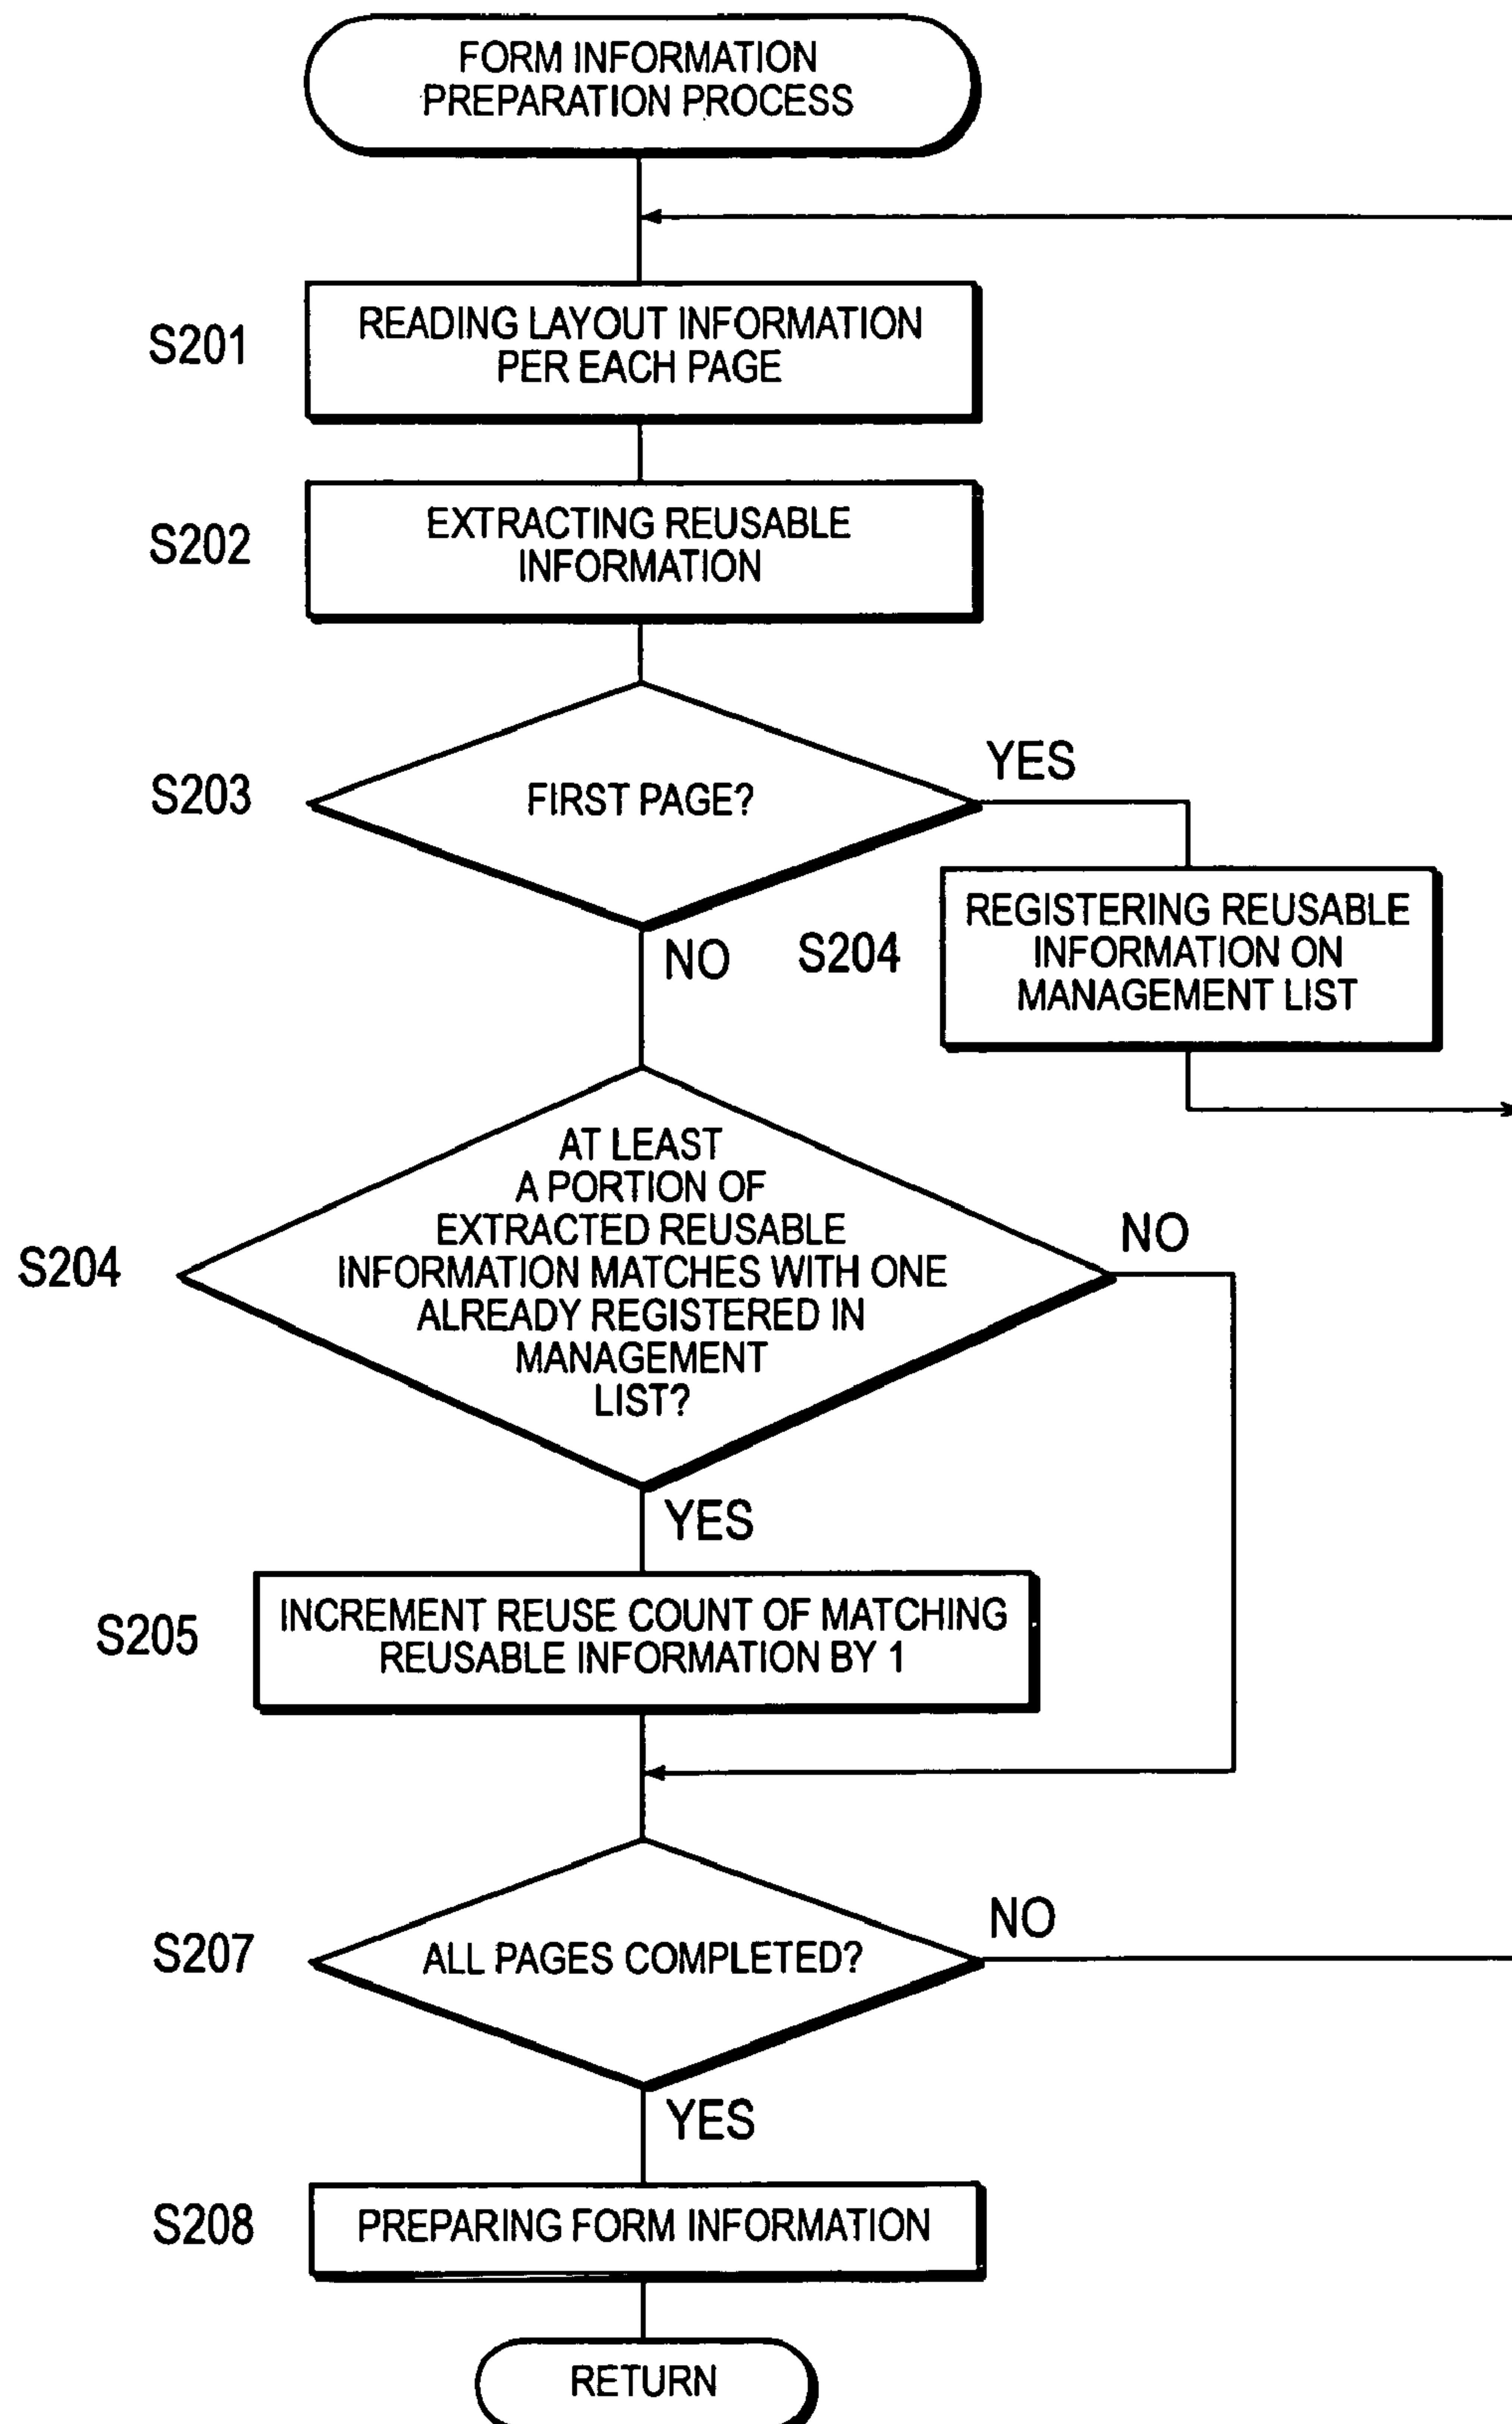 FORM INFORMATION
PREPARATION PROCESS
S201
READING LAYOUT INFORMATION
PER EACH PAGE
S202
EXTRACTING REUSABLE
INFORMATION
S203
FIRST PAGE?
YES
NO
S204
REGISTERING REUSABLE
INFORMATION ON
MANAGEMENT LIST
S204
AT LEAST
A PORTION OF
EXTRACTED REUSABLE
INFORMATION MATCHES WITH ONE
ALREADY REGISTERED IN
MANAGEMENT
LIST?
NO
YES
S205
INCREMENT REUSE COUNT OF MATCHING
REUSABLE INFORMATION BY 1
S207
ALL PAGES COMPLETED?
NO
YES
S208
PREPARING FORM INFORMATION
RETURN